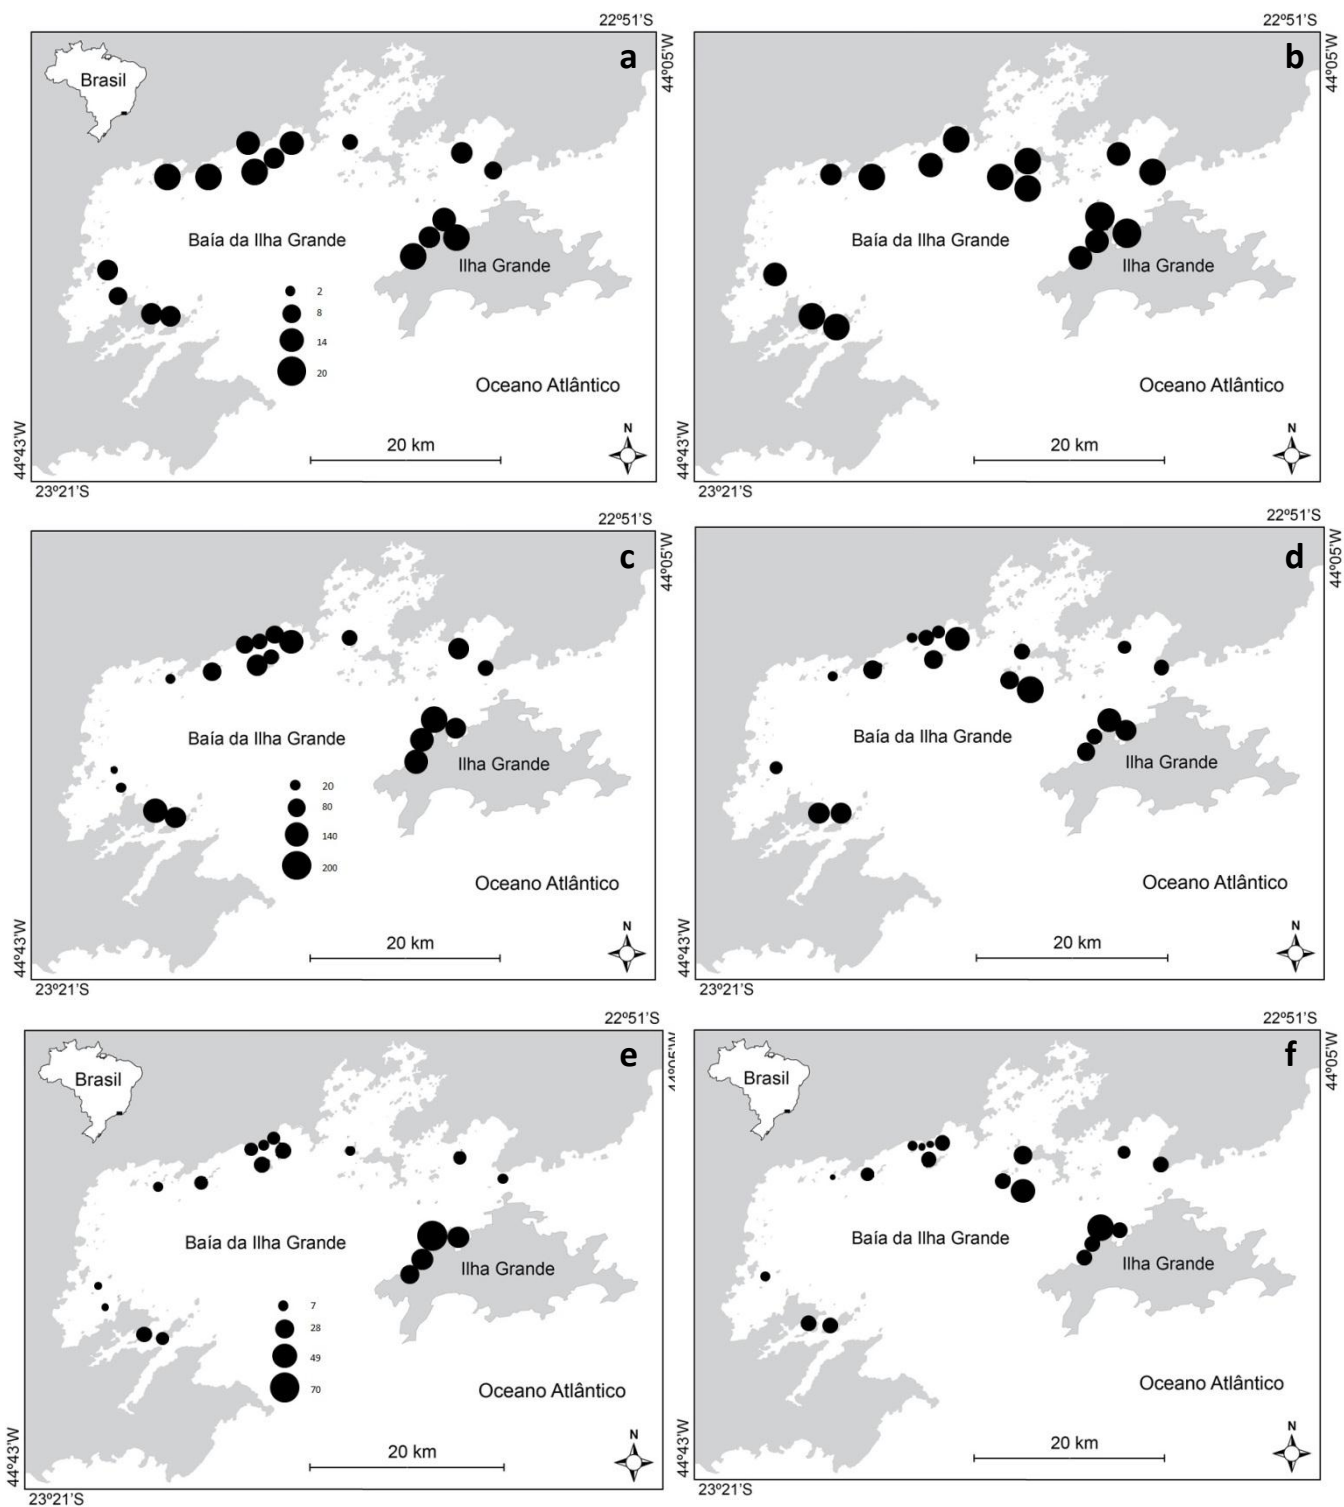 22º51'S
a
44º05'W
Brasil
Baía da Ilha Grande
Ilha Grande
2
8
14
20
Oceano Atlântico
20 km
N
44º43'W
23º21'S
22º51'S
b
44º05'W
Baía da Ilha Grande
Ilha Grande
Oceano Atlântico
20 km
N
44º43'W
23º21'S
22º51'S
c
44º05'W
Baía da Ilha Grande
Ilha Grande
20
80
140
200
Oceano Atlântico
20 km
N
44º43'W
23º21'S
22º51'S
d
44º05'W
Baía da Ilha Grande
Ilha Grande
Oceano Atlântico
20 km
N
44º43'W
23º21'S
22º51'S
e
44º05'W
Brasil
Baía da Ilha Grande
Ilha Grande
7
28
49
70
Oceano Atlântico
20 km
N
44º43'W
23º21'S
22º51'S
f
44º05'W
Brasil
Baía da Ilha Grande
Ilha Grande
Oceano Atlântico
20 km
N
44º43'W
23º21'S